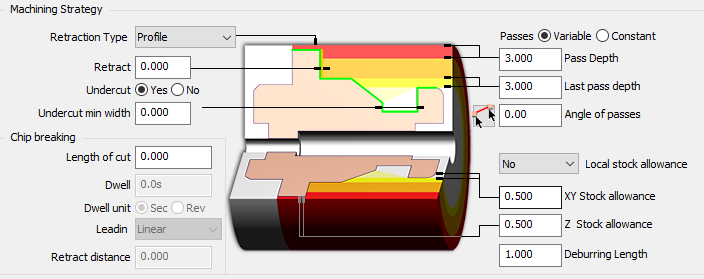 Machining Strategy
Retraction Type Profile
Retract 0.000
Undercut Yes No
Undercut min width 0.000
Chip breaking
Length of cut 0.000
Dwell 0.0s
Dwell unit Sec Rev
Leadin Linear
Retract distance 0.000
Passes Variable Constant
3.000 Pass Depth
3.000 Last pass depth
0.00 Angle of passes
No Local stock allowance
0.500 XY Stock allowance
0.500 Z Stock allowance
1.000 Deburring Length